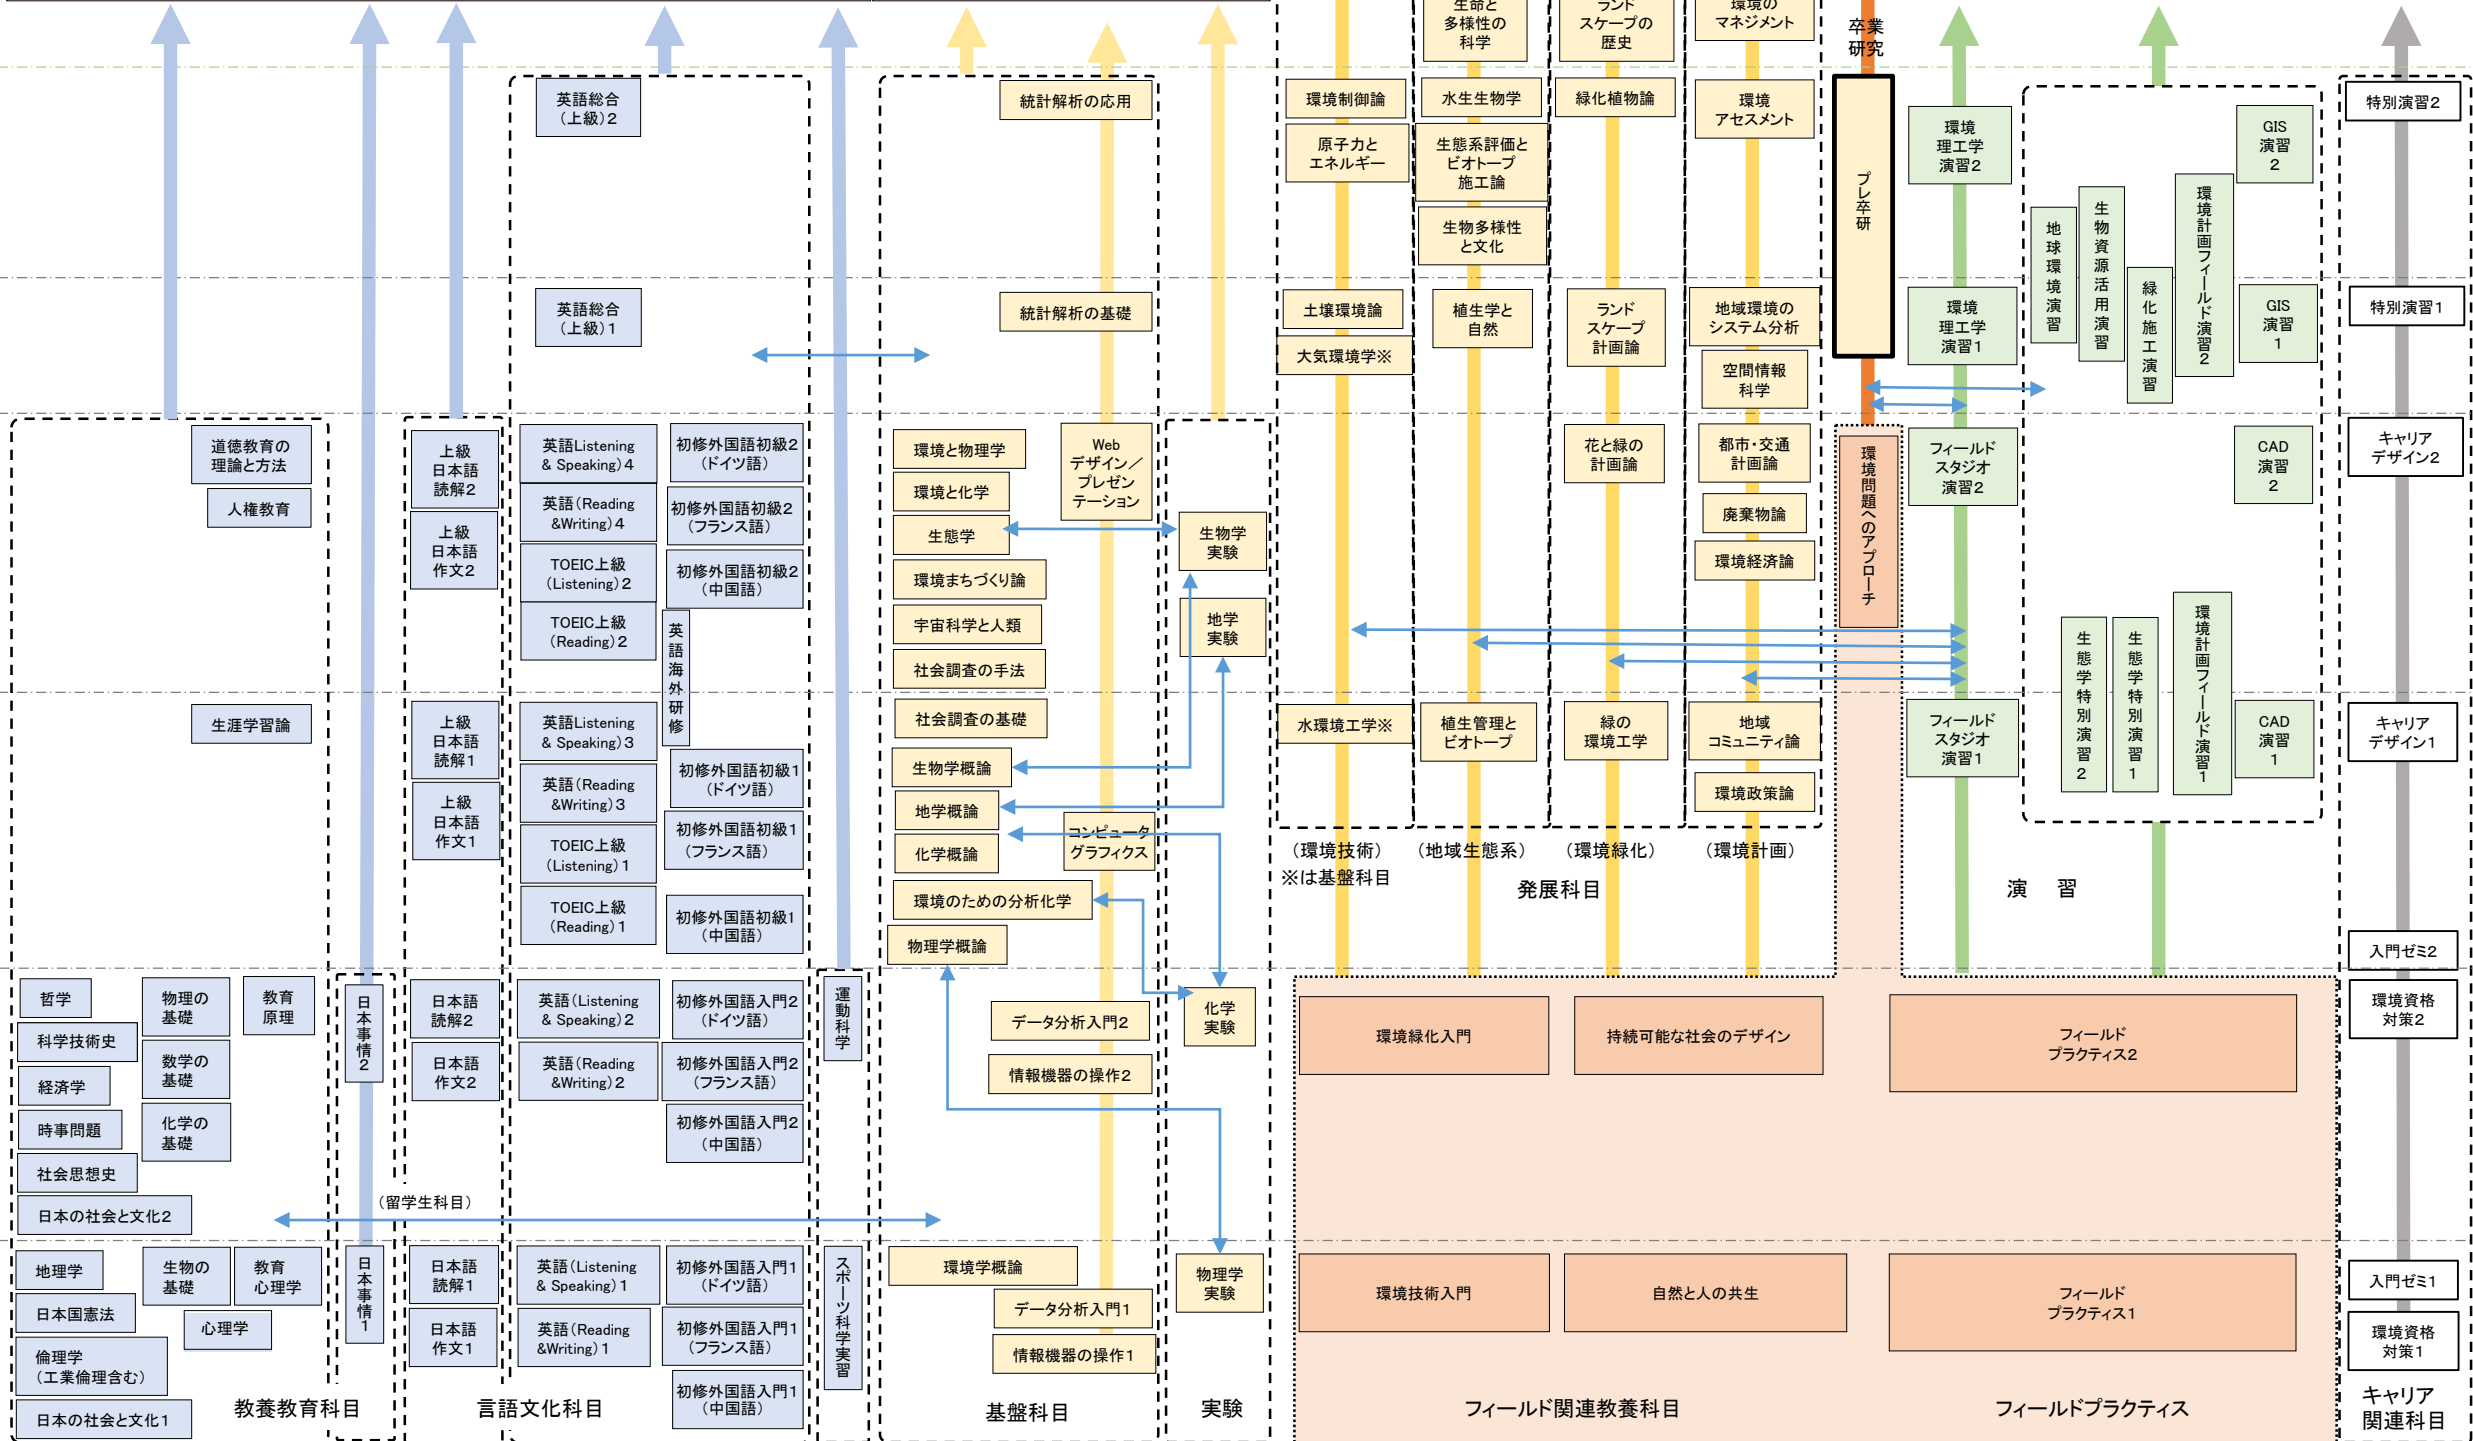 生命と
多様性の
科学
ランド
スケープの
歴史
環境の
マネジメント
卒業
研究
英語総合
（上級）2
統計解析の応用
環境制御論
原子力と
エネルギー
水生生物学
生態系評価と
ビオトープ
施工論
生物多様性
と文化
緑化植物論
環境
アセスメント
プレ卒研
環境
理工学
演習2
地球環境演習
生物資源活用演習
緑化施工演習
環境計画フィールド演習2
GIS
演習
2
特別演習2
英語総合
（上級）1
統計解析の基礎
土壌環境論
大気環境学※
植生学と
自然
ランド
スケープ
計画論
地域環境の
システム分析
空間情報
科学
環境
理工学
演習1
GIS
演習
1
特別演習1
道徳教育の
理論と方法
人権教育
上級
日本語
読解2
上級
日本語
作文2
英語Listening
& Speaking）4
英語（Reading
&Writing）4
TOEIC上級
（Listening）2
TOEIC上級
（Reading）2
初修外国語初級2
（ドイツ語）
初修外国語初級2
（フランス語）
初修外国語初級2
（中国語）
英語海外研修
環境と物理学
環境と化学
生態学
環境まちづくり論
宇宙科学と人類
社会調査の手法
Web
デザイン／
プレゼン
テーション
生物学
実験
地学
実験
花と緑の
計画論
都市・交通
計画論
廃棄物論
環境経済論
環境問題へのアプローチ
フィールド
スタジオ
演習2
CAD
演習
2
キャリア
デザイン2
生涯学習論
上級
日本語
読解1
上級
日本語
作文1
英語Listening
& Speaking）3
英語（Reading
&Writing）3
TOEIC上級
（Listening）1
TOEIC上級
（Reading）1
初修外国語初級1
（ドイツ語）
初修外国語初級1
（フランス語）
初修外国語初級1
（中国語）
社会調査の基礎
生物学概論
地学概論
化学概論
コンピュータ
グラフィクス
環境のための分析化学
物理学概論
水環境工学※
植生管理と
ビオトープ
緑の
環境工学
地域
コミュニティ論
環境政策論
フィールド
スタジオ
演習1
生態学特別演習2
生態学特別演習1
環境計画フィールド演習1
CAD
演習
1
キャリア
デザイン1
（環境技術）
（地域生態系）
（環境緑化）
（環境計画）
※は基盤科目
発展科目
演　習
入門ゼミ2
哲学
科学技術史
経済学
時事問題
社会思想史
日本の社会と文化2
物理の
基礎
数学の
基礎
化学の
基礎
教育
原理
日本事情2
日本語
読解2
日本語
作文2
英語（Listening
& Speaking）2
英語（Reading
&Writing）2
初修外国語入門2
（ドイツ語）
初修外国語入門2
（フランス語）
初修外国語入門2
（中国語）
運動科学
データ分析入門2
情報機器の操作2
化学
実験
環境緑化入門
持続可能な社会のデザイン
フィールド
プラクティス2
環境資格
対策2
（留学生科目）
地理学
日本国憲法
倫理学
（工業倫理含む）
日本の社会と文化1
生物の
基礎
教育
心理学
心理学
日本事情1
日本語
読解1
日本語
作文1
英語（Listening
& Speaking）1
英語（Reading
&Writing）1
初修外国語入門1
（ドイツ語）
初修外国語入門1
（フランス語）
初修外国語入門1
（中国語）
スポーツ科学実習
環境学概論
データ分析入門1
情報機器の操作1
物理学
実験
環境技術入門
自然と人の共生
フィールド
プラクティス1
入門ゼミ1
環境資格
対策1
教養教育科目
言語文化科目
基盤科目
実験
フィールド関連教養科目
フィールドプラクティス
キャリア
関連科目